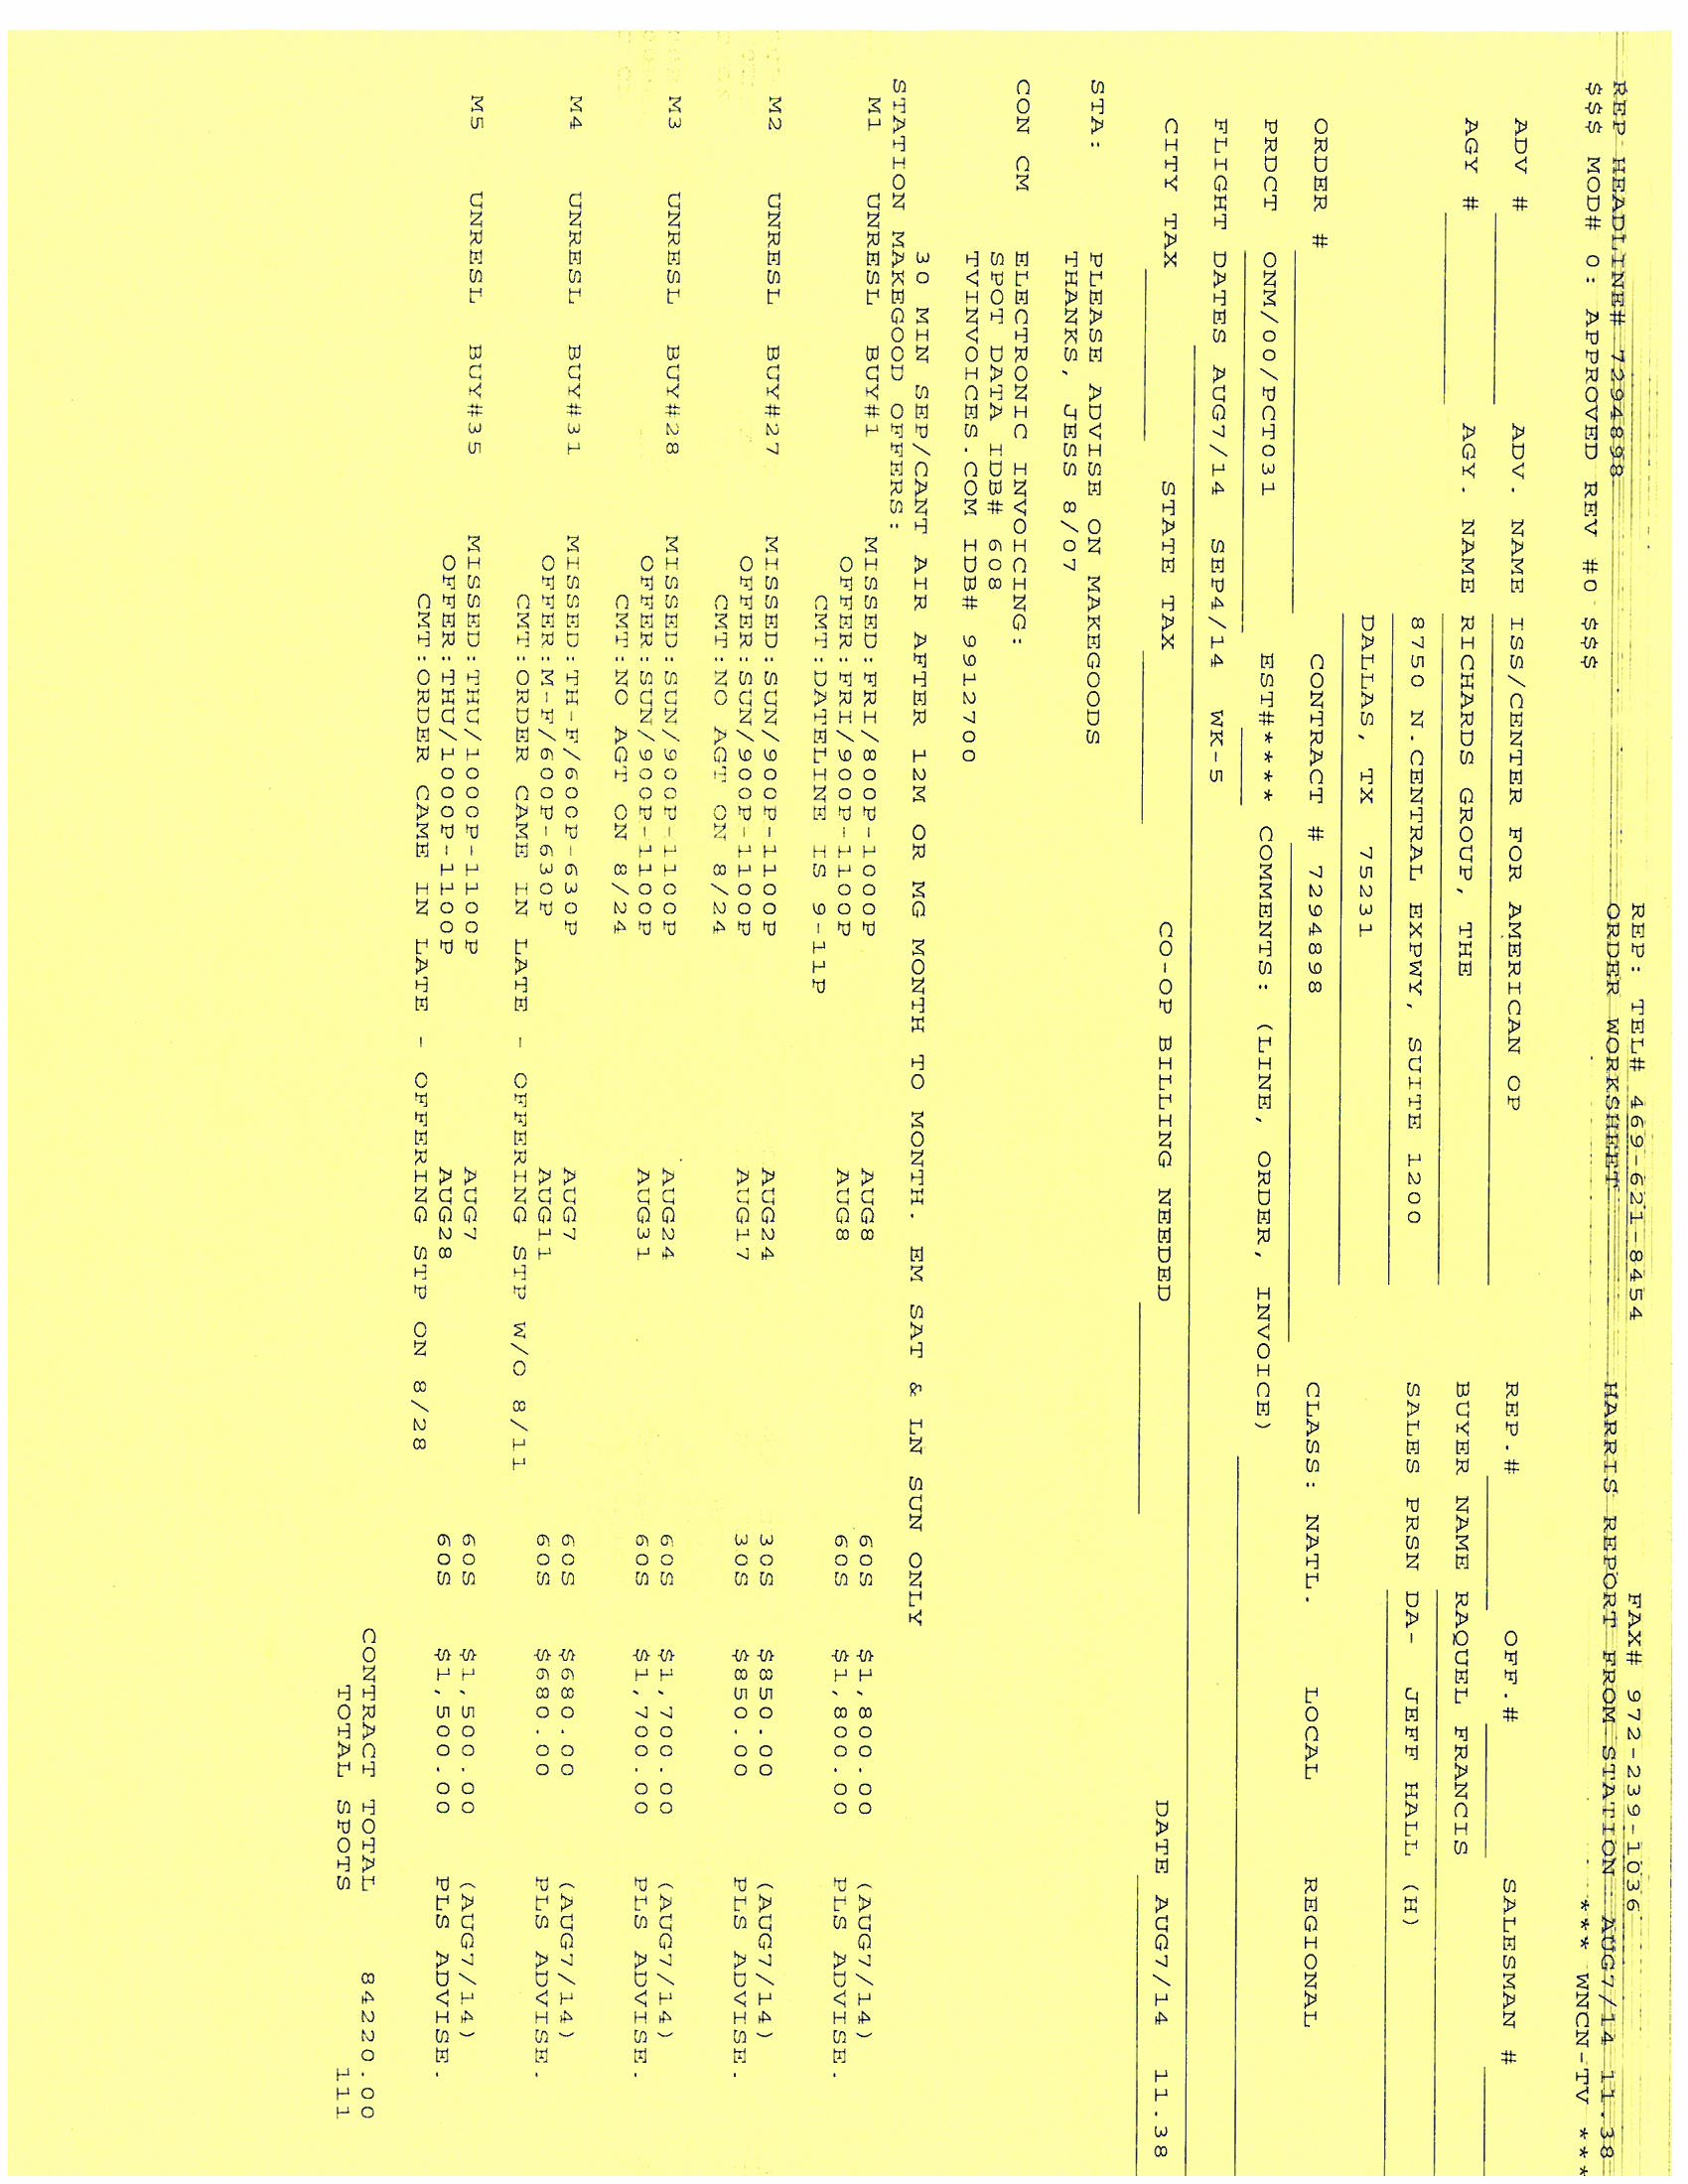 REP: TEL# 469-621-8454 FAX# 972-239-1036
REP HEADLINE# 7294898 ORDER WORKSHEET HARRIS REPORT FROM STATION AUG7/14 11.38
$$$ MOD# 0: APPROVED REV #0 $$$ *** WNCN-TV ***
ADV # ADV. NAME ISS/CENTER FOR AMERICAN OP REP.# OFF.# SALESMAN #
AGY # AGY. NAME RICHARDS GROUP, THE BUYER NAME RAQUEL FRANCIS
8750 N.CENTRAL EXPWY, SUITE 1200 SALES PRSN DA- JEFF HALL (H)
DALLAS, TX 75231
ORDER # CONTRACT # 7294898 CLASS: NATL. LOCAL REGIONAL
PRDCT ONM/00/PCT031 EST#**** COMMENTS: (LINE, ORDER, INVOICE)
FLIGHT DATES AUG7/14 SEP4/14 WK-5
CITY TAX STATE TAX CO-OP BILLING NEEDED DATE AUG7/14 11.38
STA: PLEASE ADVISE ON MAKEGOODS
THANKS, JESS 8/07
CON CM ELECTRONIC INVOICING:
SPOT DATA IDB# 608
TVINVOICES.COM IDB# 9912700
30 MIN SEP/CANT AIR AFTER 12M OR MG MONTH TO MONTH. EM SAT & LN SUN ONLY
STATION MAKEGOOD OFFERS:
M1 UNRESL BUY#1 MISSED:FRI/800P-1000P AUG8 60S $1,800.00 (AUG7/14)
OFFER:FRI/900P-1100P AUG8 60S $1,800.00 PLS ADVISE.
CMT:DATELINE IS 9-11P
M2 UNRESL BUY#27 MISSED:SUN/900P-1100P AUG24 30S $850.00 (AUG7/14)
OFFER:SUN/900P-1100P AUG17 30S $850.00 PLS ADVISE.
CMT:NO AGT ON 8/24
M3 UNRESL BUY#28 MISSED:SUN/900P-1100P AUG24 60S $1,700.00 (AUG7/14)
OFFER:SUN/900P-1100P AUG31 60S $1,700.00 PLS ADVISE.
CMT:NO AGT ON 8/24
M4 UNRESL BUY#31 MISSED:TH-F/600P-630P AUG7 60S $680.00 (AUG7/14)
OFFER:M-F/600P-630P AUG11 60S $680.00 PLS ADVISE.
CMT:ORDER CAME IN LATE - OFFERING STP W/O 8/11
M5 UNRESL BUY#35 MISSED:THU/1000P-1100P AUG7 60S $1,500.00 (AUG7/14)
OFFER:THU/1000P-1100P AUG28 60S $1,500.00 PLS ADVISE.
CMT:ORDER CAME IN LATE - OFFERING STP ON 8/28
CONTRACT TOTAL 84220.00
TOTAL SPOTS 111